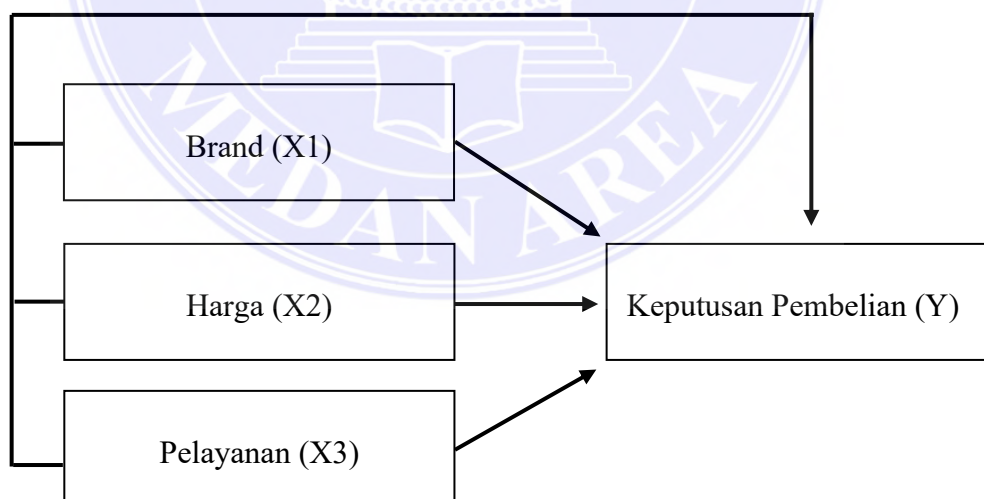 Brand (X1)
Harga (X2)
Keputusan Pembelian (Y)
Pelayanan (X3)
MEDAN AREA